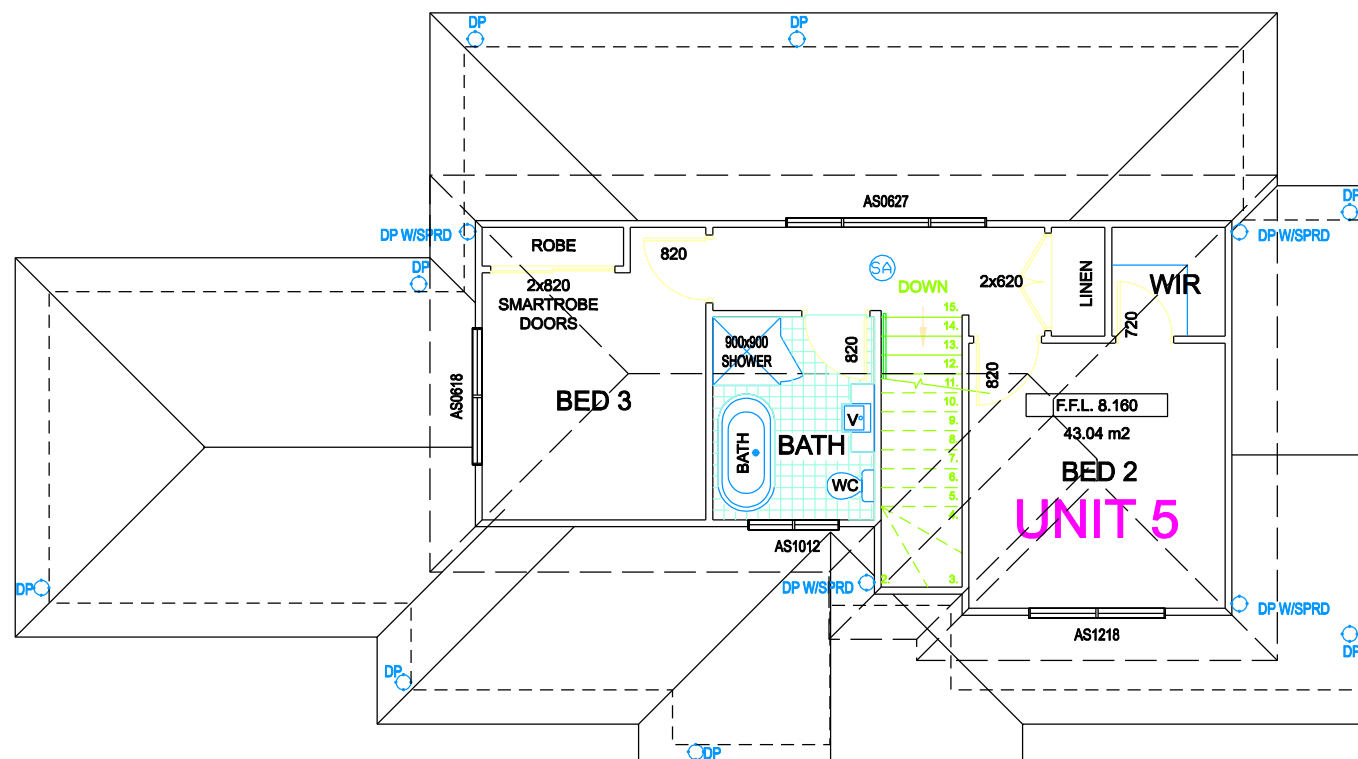 DP
DP
DP
AS0627
DP W/SPRD
DP W/SPRD
ROBE
820
SA
DP
2x820
SMARTROBE
DOORS
DOWN
2x620
LINEN
WIR
15.
14.
13.
12.
11.
10.
9.
8.
7.
6.
5.
4.
3.
2.
720
900x900
SHOWER
820
820
AS0618
BED 3
F.F.L. 8.160
43.04 m2
V
BATH
BATH
BED 2
WC
UNIT 5
AS1012
DP
DP W/SPRD
DP W/SPRD
AS1218
DP
DP
DP